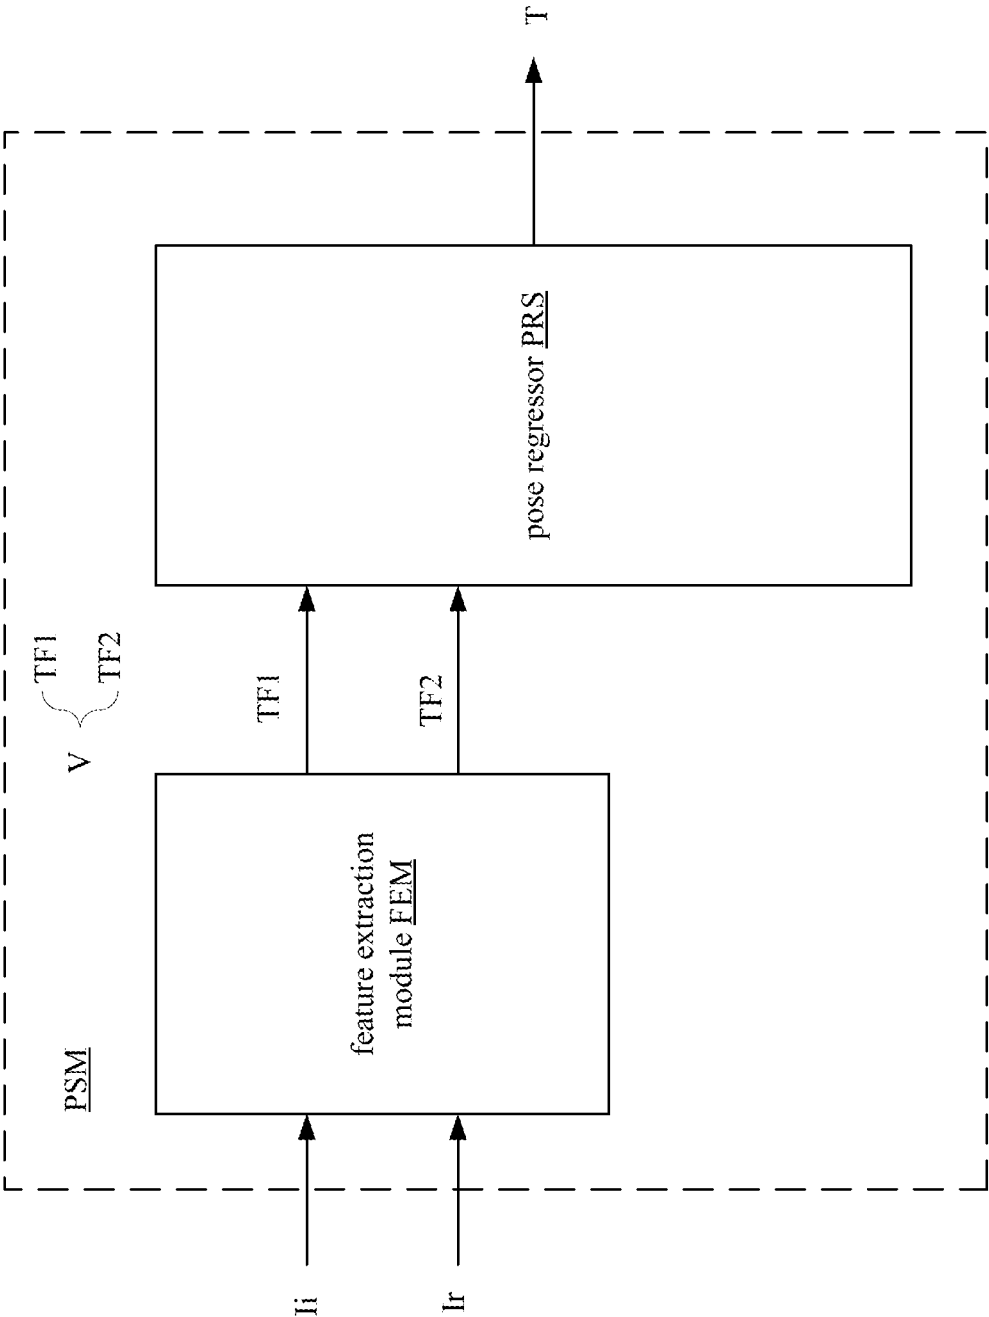 PSM
V
TF1
TF2
Ii
Ir
feature extraction
module FEM
TF1
TF2
pose regressor PRS
T